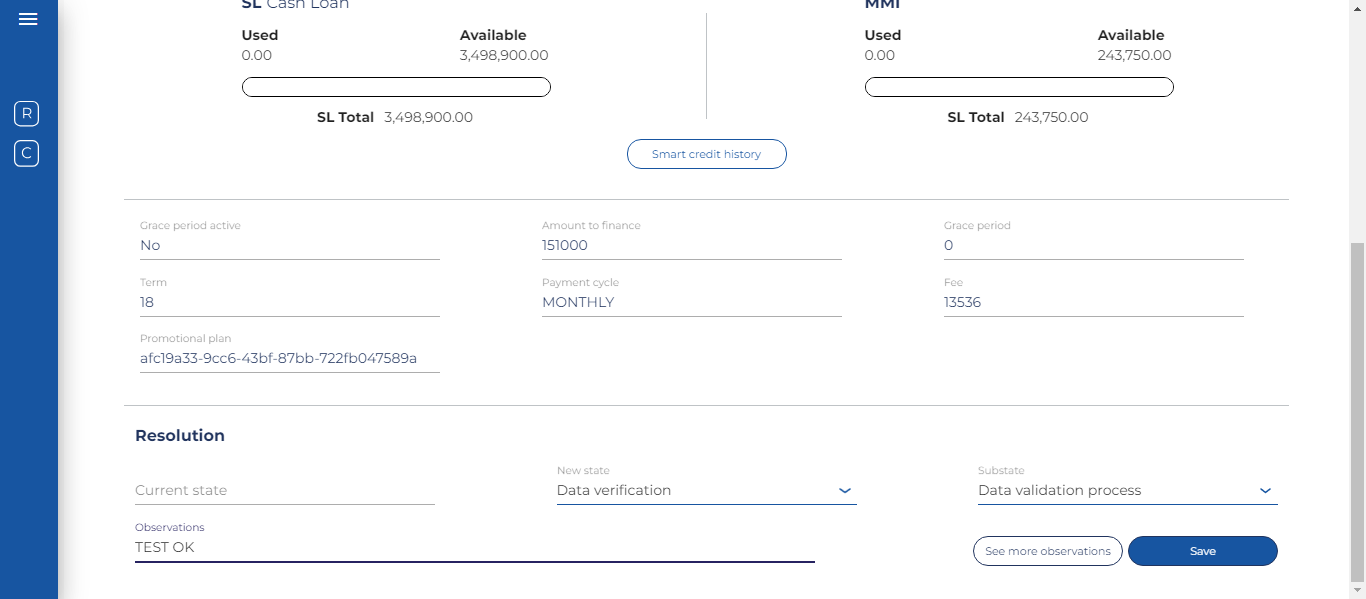 SL Cash Loan
MMI
Used
Available
0.00
3,498,900.00
Used
Available
0.00
243,750.00
SL Total 3,498,900.00
SL Total 243,750.00
R
C
Smart credit history
Grace period active
No
Amount to finance
151000
Grace period
0
Term
18
Payment cycle
MONTHLY
Fee
13536
Promotional plan
afc19a33-9cc6-43bf-87bb-722fb047589a
Resolution
Current state
New state
Data verification
Substate
Data validation process
Observations
TEST OK
See more observations
Save